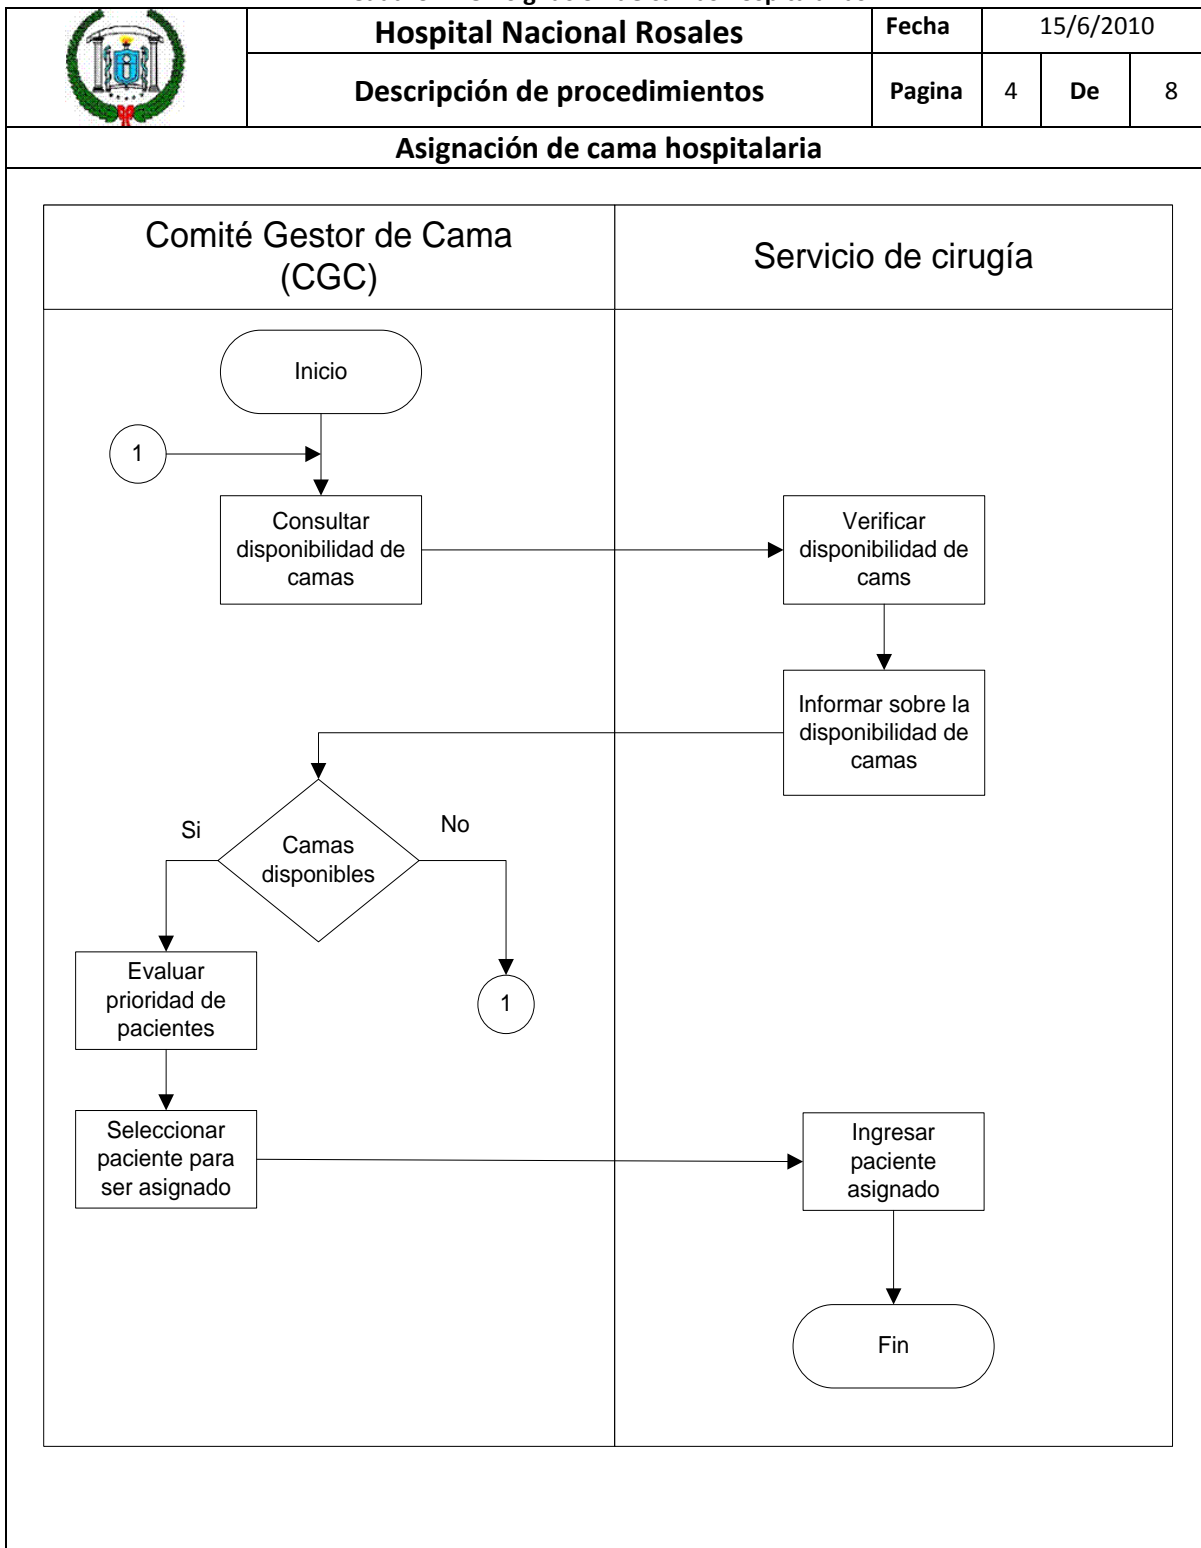 Hospital Nacional Rosales
Fecha
15/6/2010
Descripción de procedimientos
Pagina
4
De
8
Asignación de cama hospitalaria
Comité Gestor de Cama
(CGC)
Servicio de cirugía
Inicio
1
Consultar
disponibilidad de
camas
Verificar
disponibilidad de
cams
Informar sobre la
disponibilidad de
camas
Si
No
Camas
disponibles
Evaluar
prioridad de
pacientes
1
Seleccionar
paciente para
ser asignado
Ingresar
paciente
asignado
Fin